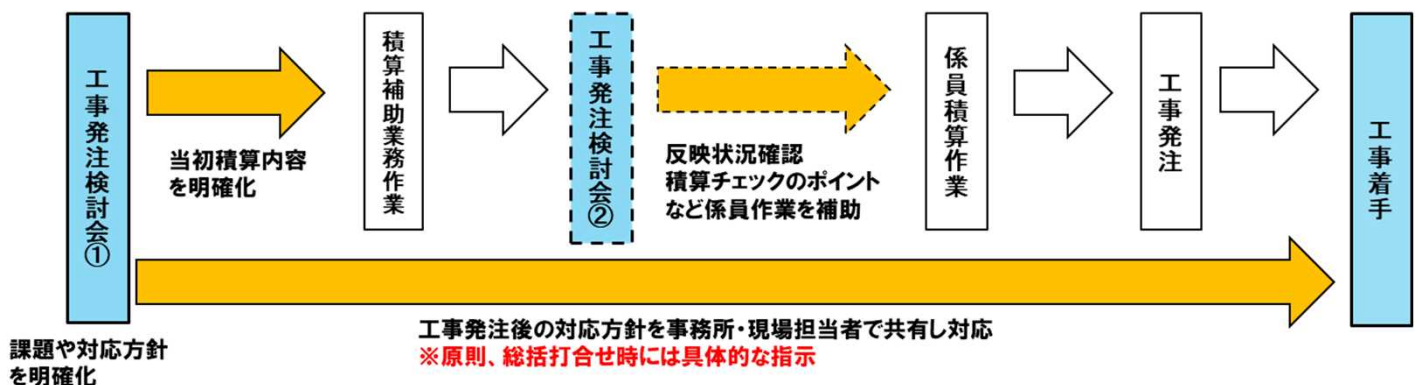 工事発注検討会①
当初積算内容
を明確化
積算補助業務作業
工事発注検討会②
反映状況確認
積算チェックのポイント
など係員作業を補助
係員積算作業
工事発注
工事着手
工事発注後の対応方針を事務所・現場担当者で共有し対応
※原則、総括打合せ時には具体的な指示
課題や対応方針
を明確化